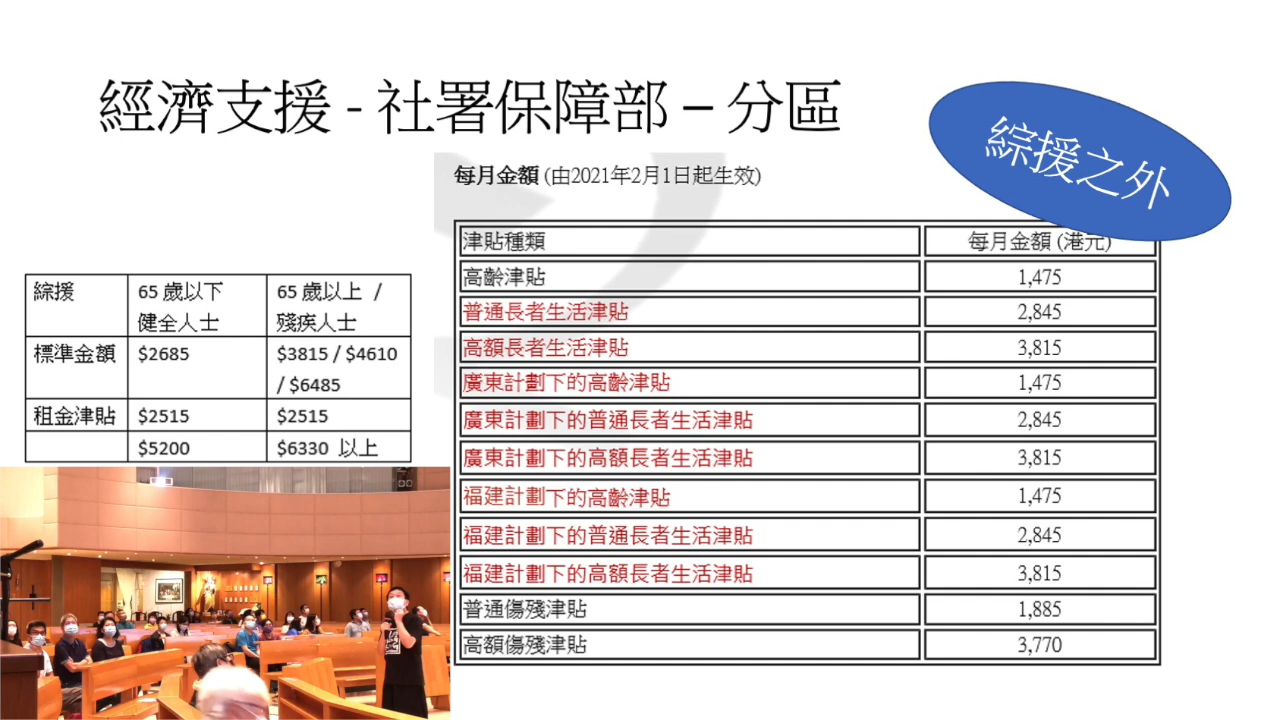 經濟支援 - 社署保障部 – 分區
綜援之外
每月金額 (由2021年2月1日起生效)
綜援 65 歲以下 健全人士 65 歲以上 / 殘疾人士
標準金額 $2685 $3815 / $4610 / $6485
租金津貼 $2515 $2515
$5200 $6330 以上
津貼種類 每月金額 (港元)
高齡津貼 1,475
普通長者生活津貼 2,845
高額長者生活津貼 3,815
廣東計劃下的高齡津貼 1,475
廣東計劃下的普通長者生活津貼 2,845
廣東計劃下的高額長者生活津貼 3,815
福建計劃下的高齡津貼 1,475
福建計劃下的普通長者生活津貼 2,845
福建計劃下的高額長者生活津貼 3,815
普通傷殘津貼 1,885
高額傷殘津貼 3,770